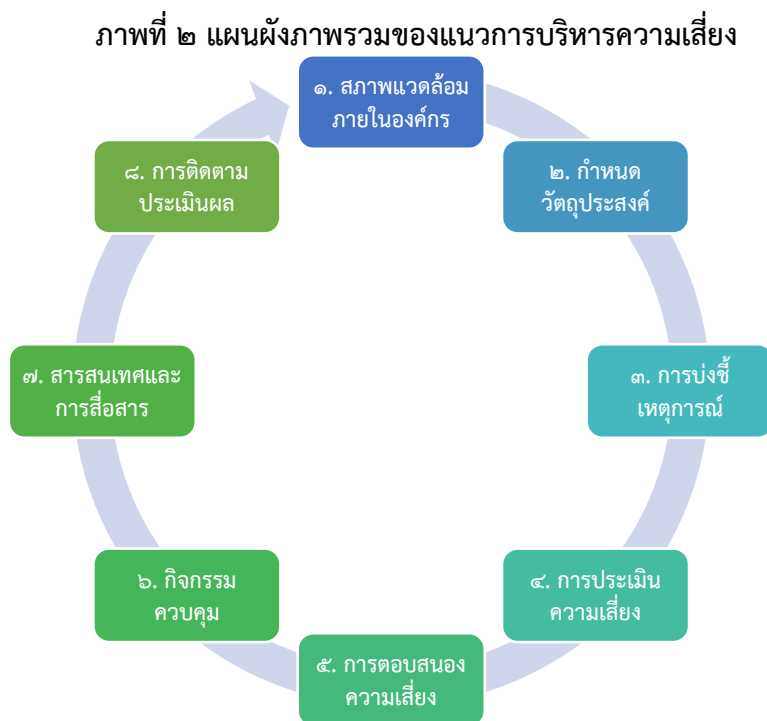 ภาพที่ ๒ แผนผังภาพรวมของแนวการบริหารความเสี่ยง
๑. สภาพแวดล้อม
ภายในองค์กร
๒. กำหนด
วัตถุประสงค์
๓. การบ่งชี้
เหตุการณ์
๔. การประเมิน
ความเสี่ยง
๕. การตอบสนอง
ความเสี่ยง
๖. กิจกรรม
ควบคุม
๗. สารสนเทศและ
การสื่อสาร
๘. การติดตาม
ประเมินผล